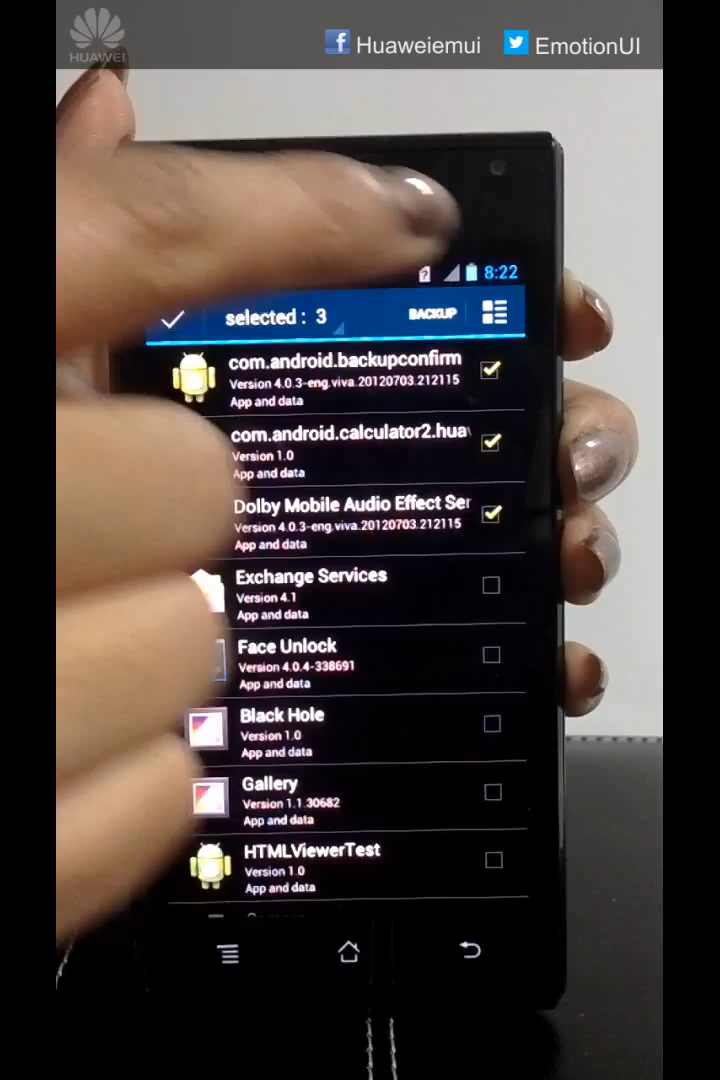 HUAWEI
Huaweiemui
EmotionUI
8:22
selected : 3
BACKUP
com.android.backupconfirm
Version 4.0.3-eng.viva.20120703.212115
App and data
com.android.calculator2.hua
Version 1.0
App and data
Dolby Mobile Audio Effect Ser
Version 4.0.3-eng.viva.20120703.212115
App and data
Exchange Services
Version 4.1
App and data
Face Unlock
Version 4.0.4-338691
App and data
Black Hole
Version 1.0
App and data
Gallery
Version 1.1.30682
App and data
HTMLViewerTest
Version 1.0
App and data